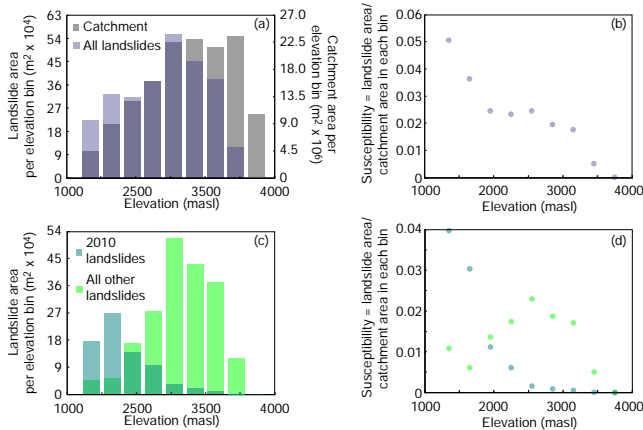 (a)
Catchment
All landslides
63
54
45
36
27
18
9
0
27.0
22.5
18.0
13.5
9.0
4.5
0
Landslide area
per elevation bin (m² x 10⁴)
Catchment area per
elevation bin (m² x 10⁶)
1000
2500
3500
4000
Elevation (masl)
(b)
0.06
0.05
0.04
0.03
0.02
0.01
0
Susceptibility = landslide area/
catchment area in each bin
1000
2000
3000
4000
Elevation (masl)
(c)
2010
landslides
All other
landslides
54
45
36
27
18
9
0
Landslide area
per elevation bin (m² x 10⁴)
1000
2500
3500
4000
Elevation (masl)
(d)
0.04
0.03
0.02
0.01
0
Susceptibility = landslide area/
catchment area in each bin
1000
2000
3000
4000
Elevation (masl)